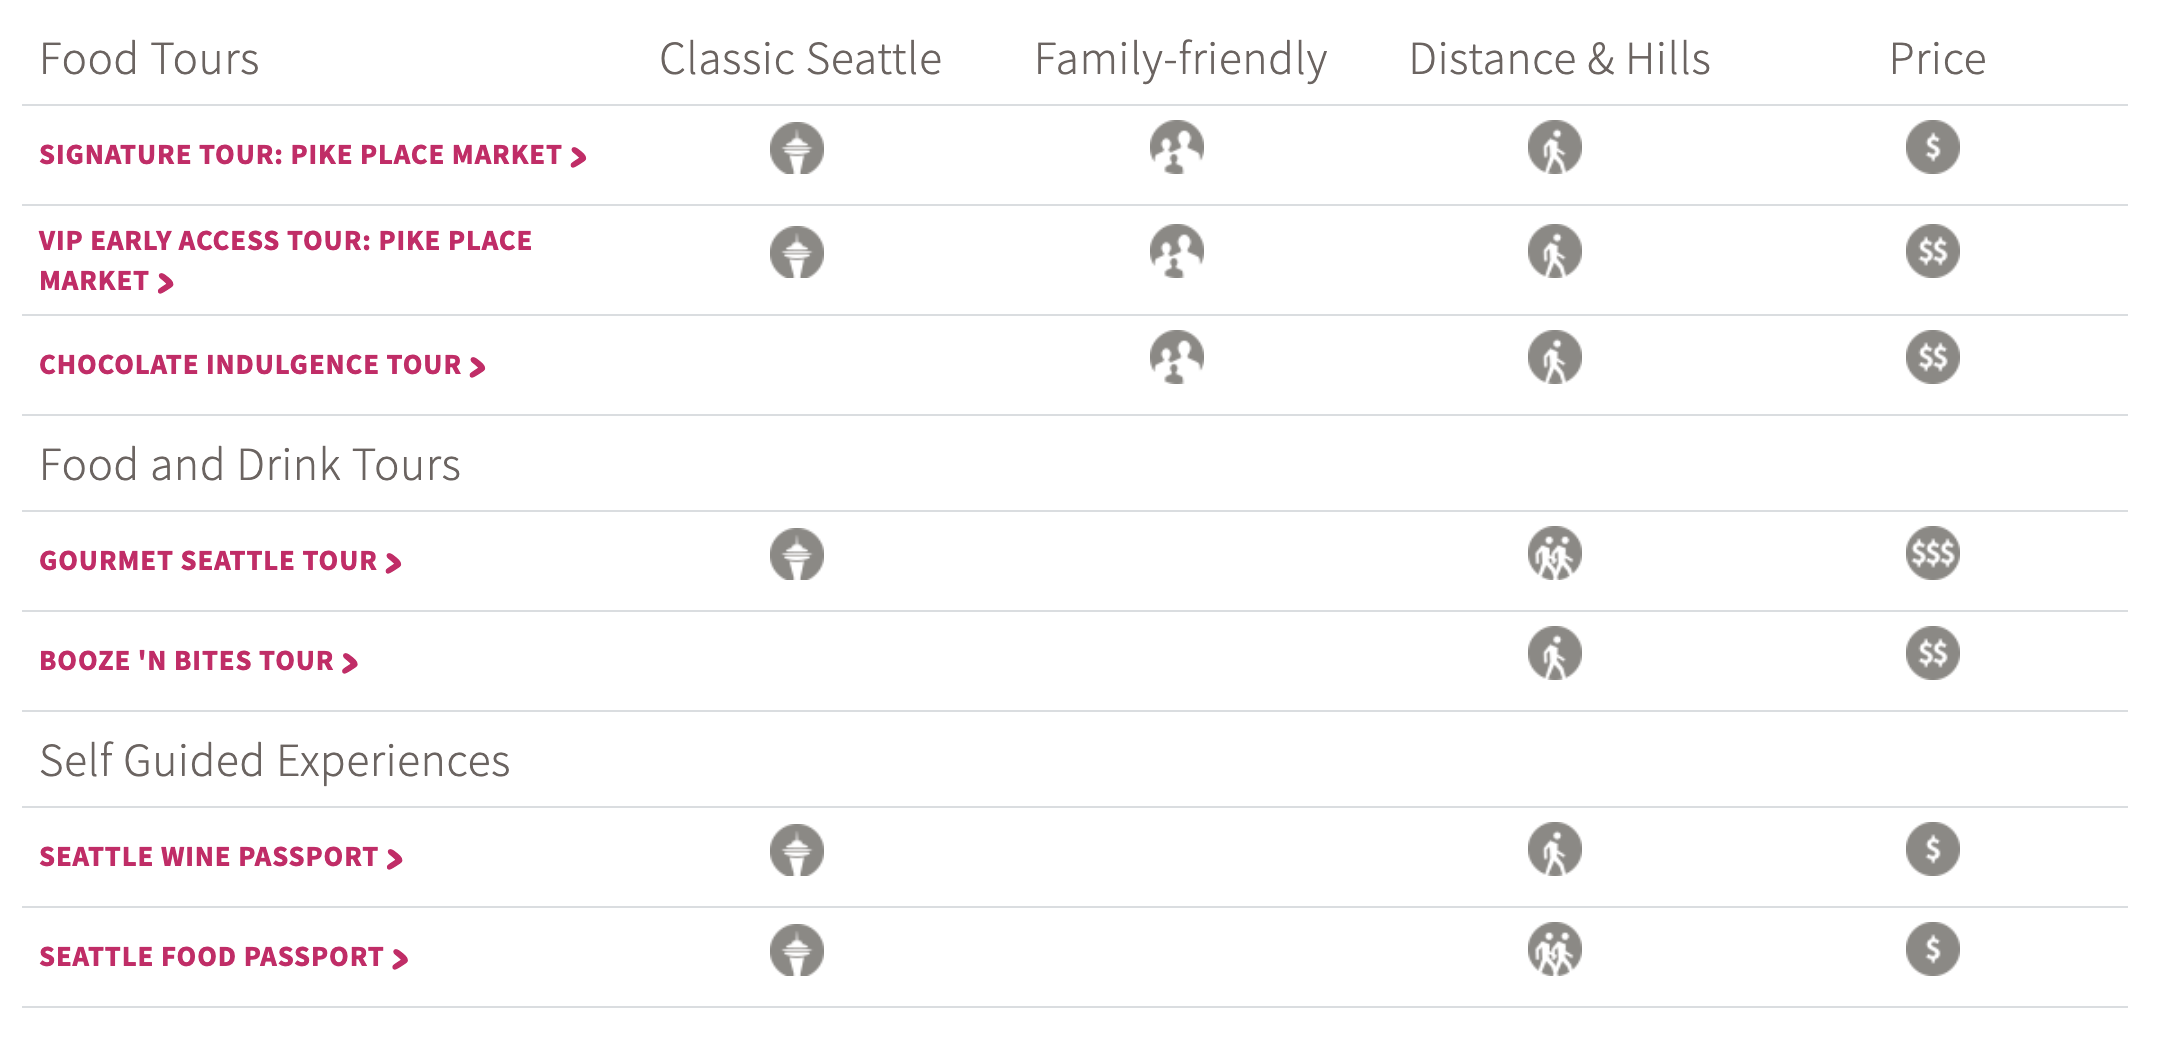 Food Tours Classic Seattle Family-friendly Distance & Hills Price
SIGNATURE TOUR: PIKE PLACE MARKET $
VIP EARLY ACCESS TOUR: PIKE PLACE
MARKET $$
CHOCOLATE INDULGENCE TOUR $$
Food and Drink Tours
GOURMET SEATTLE TOUR $$$
BOOZE 'N BITES TOUR $$
Self Guided Experiences
SEATTLE WINE PASSPORT $
SEATTLE FOOD PASSPORT $